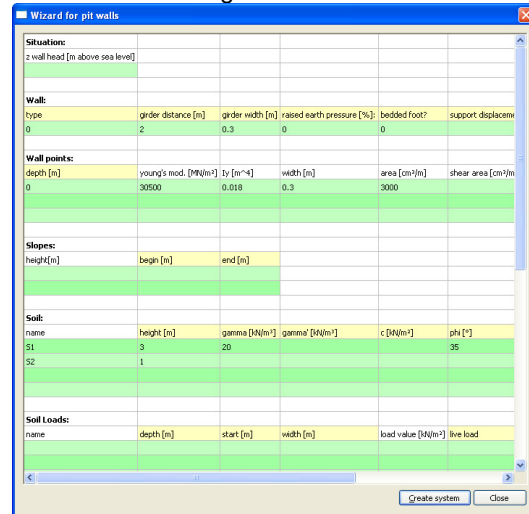 Wizard for pit walls
Situation:
z wall head [m above sea level]
Wall:
type girder distance [m] girder width [m] raised earth pressure [%]: bedded foot? support displaceme
0 2 0.3 0 0
Wall points:
depth [m] young's mod. [MN/m²] Iy [m^4] width [m] area [cm²/m] shear area [cm²/m
0 30500 0.018 0.3 3000
Slopes:
height[m] begin [m] end [m]
Soil:
name height [m] gamma [kN/m³] gamma' [kN/m³] c [kN/m²] phi [°]
S1 3 20 35
S2 1
Soil Loads:
name depth [m] start [m] width [m] load value [kN/m²] live load
Create system Close